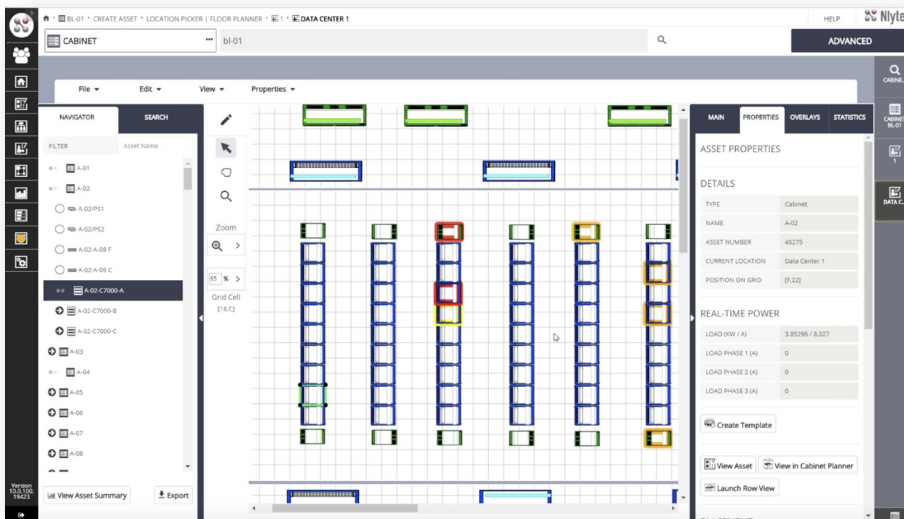 BL-01 • CREATE ASSET • LOCATION PICKER | FLOOR PLANNER • 1 • DATA CENTER 1
HELP
Nlyte
CABINET
bl-01
ADVANCED
File
Edit
View
Properties
NAVIGATOR
SEARCH
FILTER
Asset Name
A-01
A-02
A-02/PS1
A-02/PS2
A-02-A-08 F
A-02-A-09 C
A-02-C7000-A
A-02-C7000-B
A-02-C7000-C
A-03
A-04
A-05
A-06
A-07
A-08
View Asset Summary
Export
Version
10.0.100.
19423
Zoom
65 %
Grid Cell
[18,C]
MAIN
PROPERTIES
OVERLAYS
STATISTICS
ASSET PROPERTIES
DETAILS
TYPE Cabinet
NAME A-02
ASSET NUMBER 45275
CURRENT LOCATION Data Center 1
POSITION ON GRID [F,22]
REAL-TIME POWER
LOAD (KW / A) 3.85296 / 8.027
LOAD PHASE 1 (A) 0
LOAD PHASE 2 (A) 0
LOAD PHASE 3 (A) 0
Create Template
View Asset
View in Cabinet Planner
Launch Row View
CABINE..
CABINET
BL-01
1
DATA C..